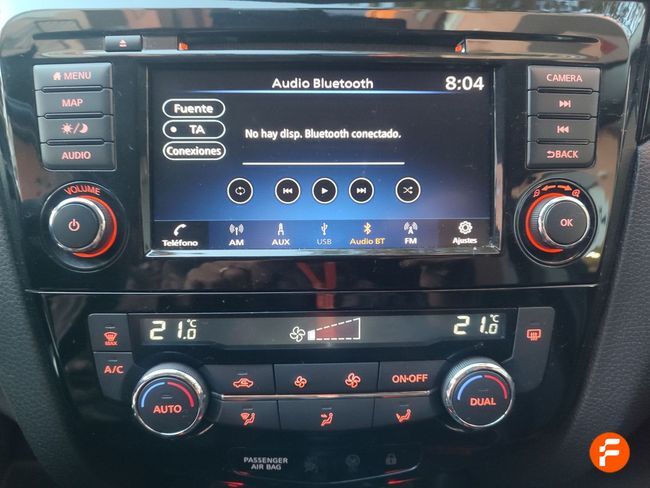 MENU
MAP
AUDIO
VOLUME
Audio Bluetooth
8:04
Fuente
TA
Conexiones
No hay disp. Bluetooth conectado.
Teléfono
AM
AUX
USB
Audio BT
FM
Ajustes
CAMERA
BACK
OK
21.0 °C
21.0 °C
MAX
A/C
AUTO
ON•OFF
DUAL
PASSENGER
AIR BAG